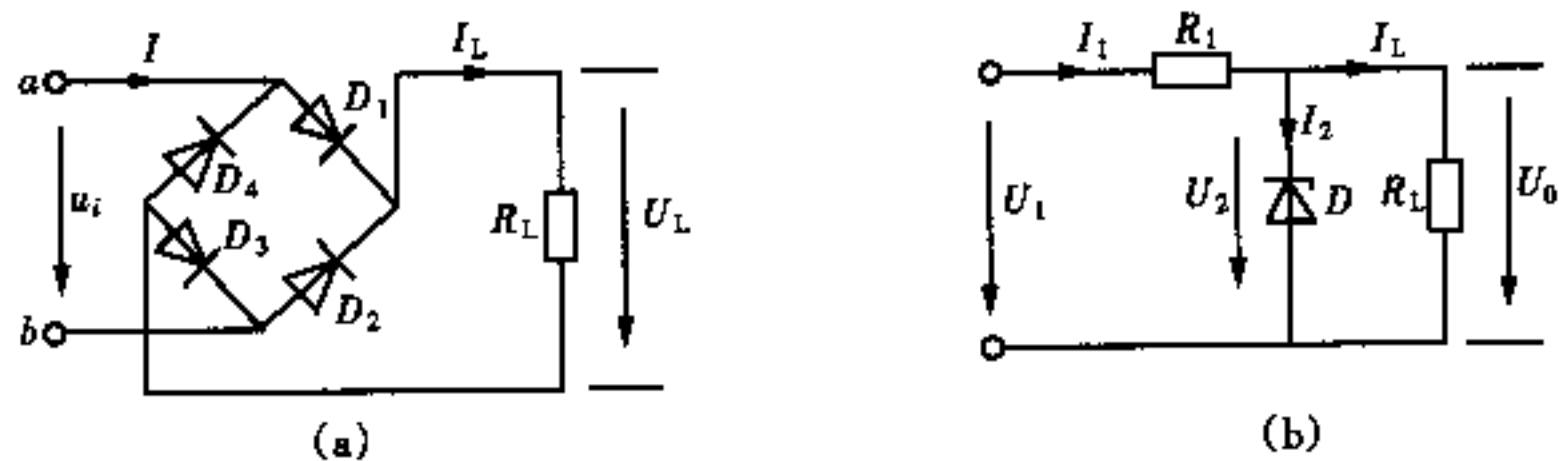 I
I_L
a
D_1
D_4
u_i
D_3
R_L
U_L
b
D_2
(a)
I_1
R_1
I_L
I_2
U_1
U_2
D
R_L
U_0
(b)